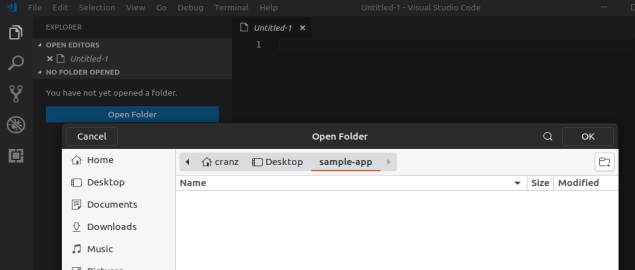 File Edit Selection View Go Debug Terminal Help Untitled-1 - Visual Studio Code
EXPLORER
Untitled-1 ×
OPEN EDITORS
1
× Untitled-1
NO FOLDER OPENED
You have not yet opened a folder.
Open Folder
Cancel Open Folder OK
Home
cranz Desktop sample-app
Desktop
Name Size Modified
Documents
Downloads
Music
Pictures